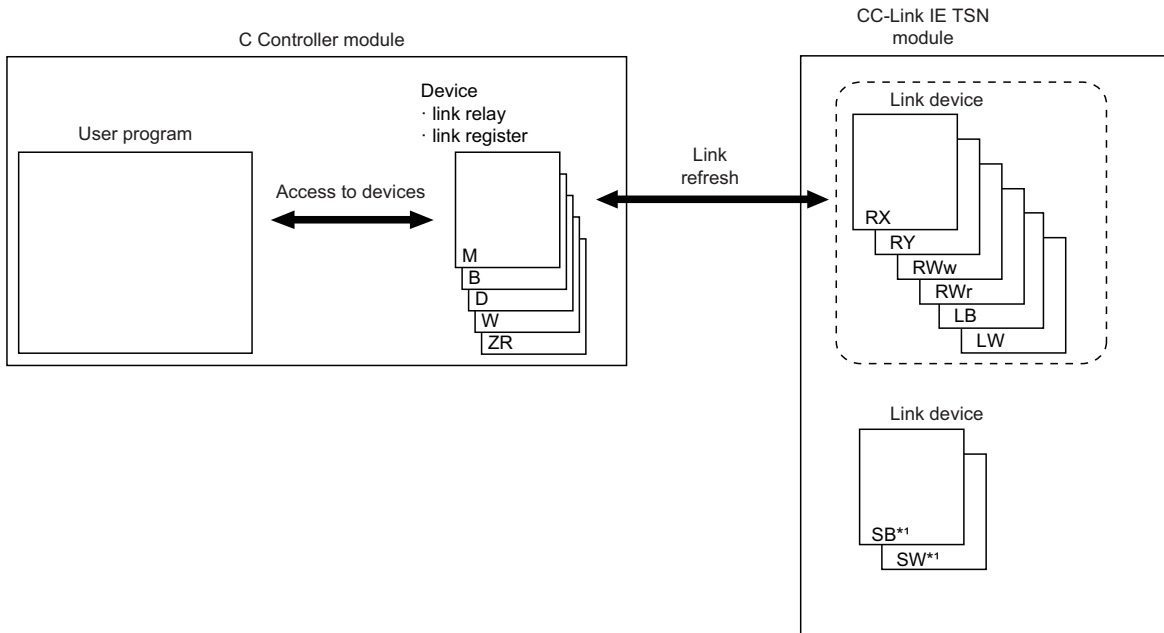 C Controller module
User program
Access to devices
Device
· link relay
· link register
M
B
D
W
ZR
Link
refresh
CC-Link IE TSN
module
Link device
RX
RY
RWw
RWr
LB
LW
Link device
SB*¹
SW*¹